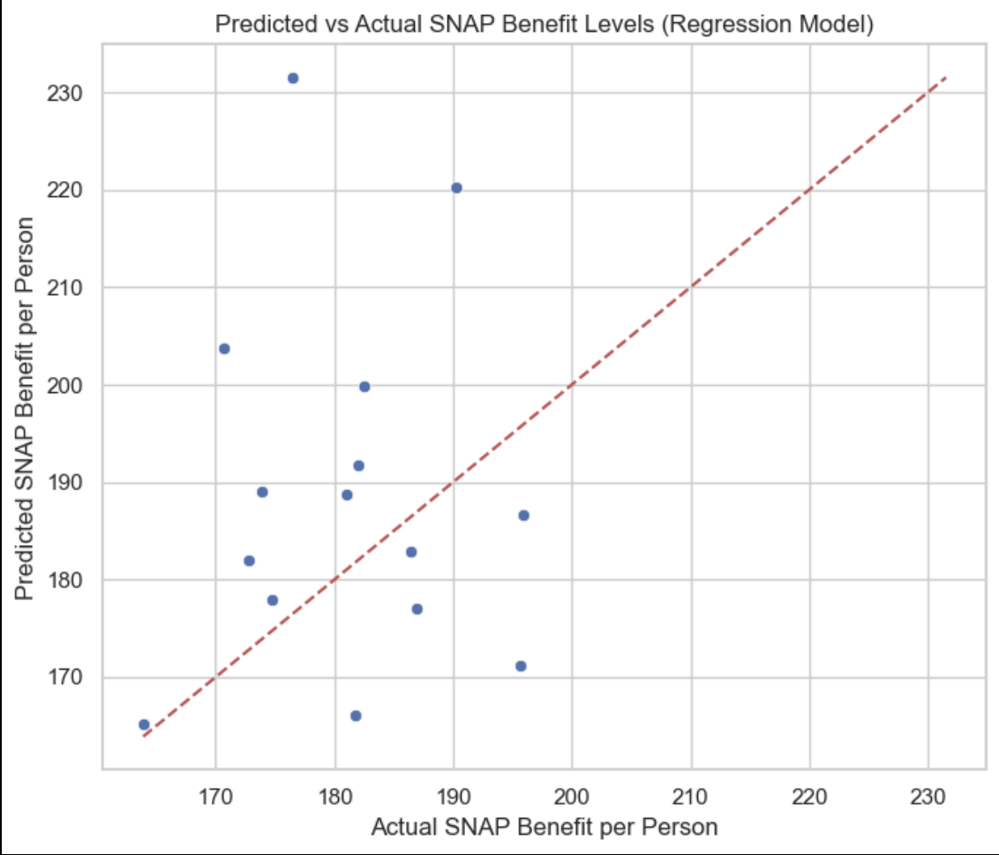 Predicted vs Actual SNAP Benefit Levels (Regression Model)
Predicted SNAP Benefit per Person
230
220
210
200
190
180
170
170 180 190 200 210 220 230
Actual SNAP Benefit per Person